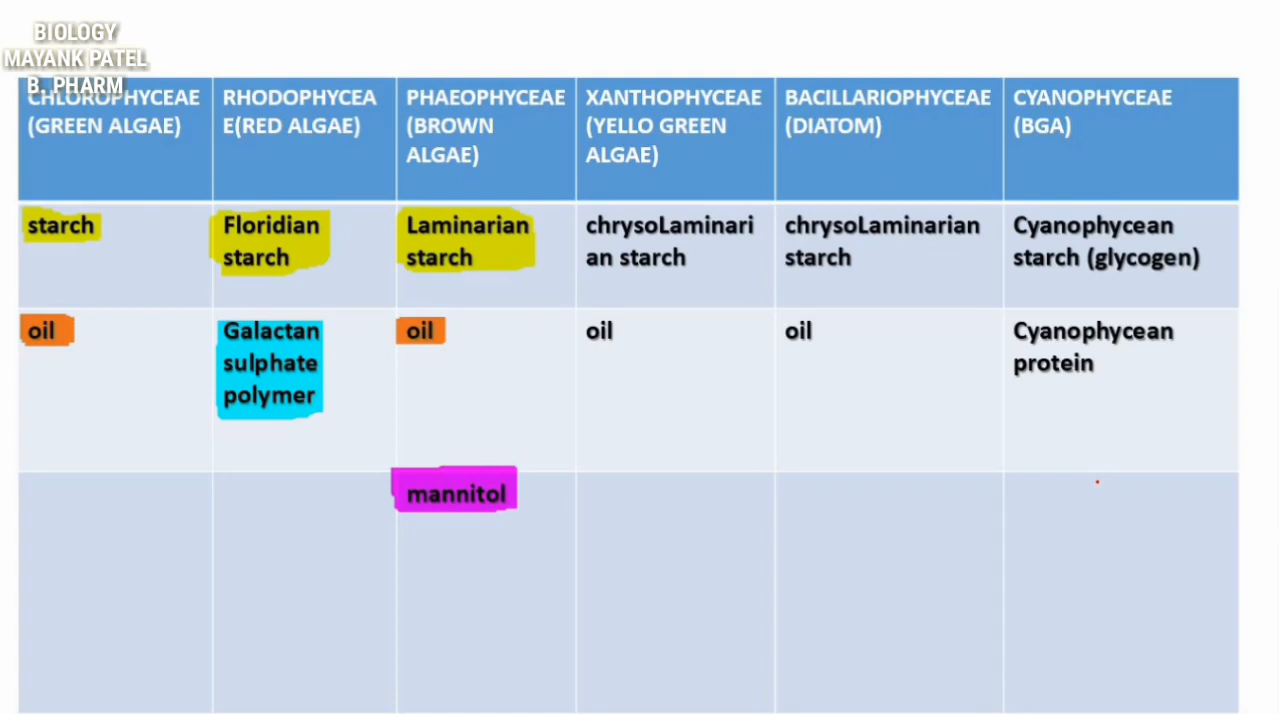 BIOLOGY
MAYANK PATEL
B. PHARM
CHLOROPHYCEAE
(GREEN ALGAE)
RHODOPHYCEA
E(RED ALGAE)
PHAEOPHYCEAE
(BROWN
ALGAE)
XANTHOPHYCEAE
(YELLO GREEN
ALGAE)
BACILLARIOPHYCEAE
(DIATOM)
CYANOPHYCEAE
(BGA)
starch
Floridian
starch
Laminarian
starch
chrysoLaminari
an starch
chrysoLaminarian
starch
Cyanophycean
starch (glycogen)
oil
Galactan
sulphate
polymer
oil
oil
oil
Cyanophycean
protein
mannitol